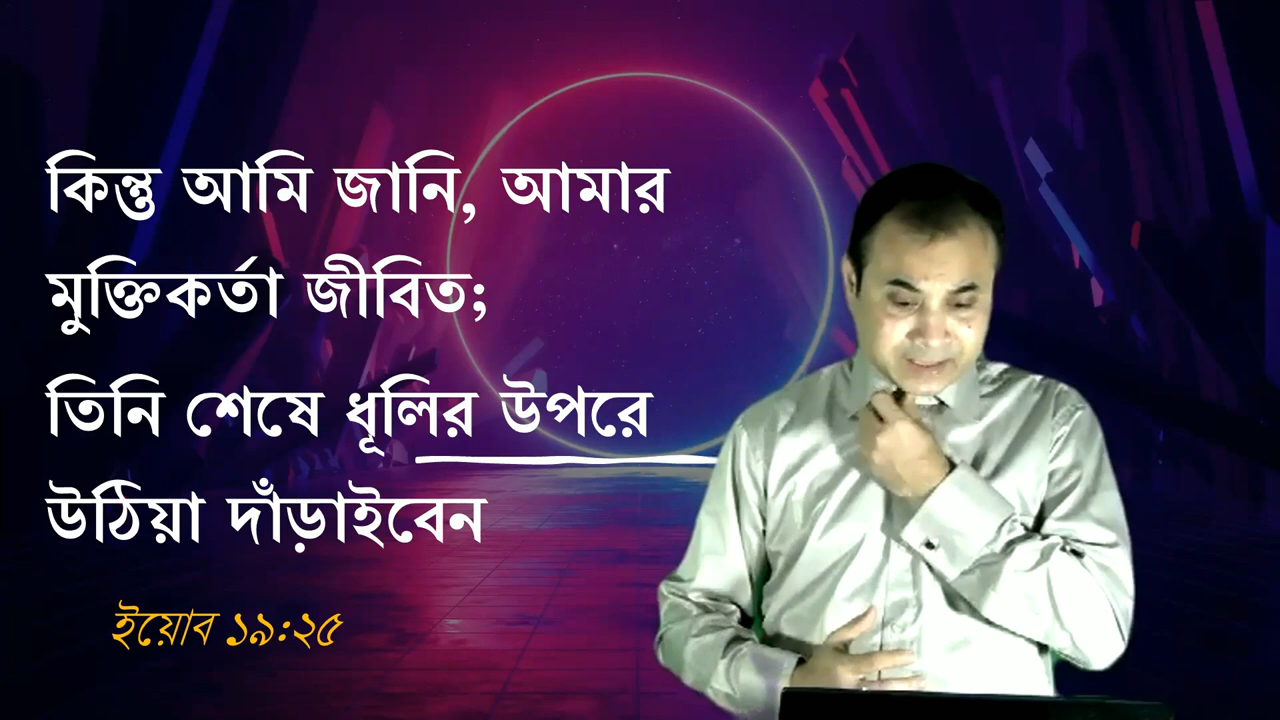 কিন্তু আমি জানি, আমার
মুক্তিকর্তা জীবিত;
তিনি শেষে ধূলির উপরে
উঠিয়া দাঁড়াইবেন
ইয়োব ১৯:২৫